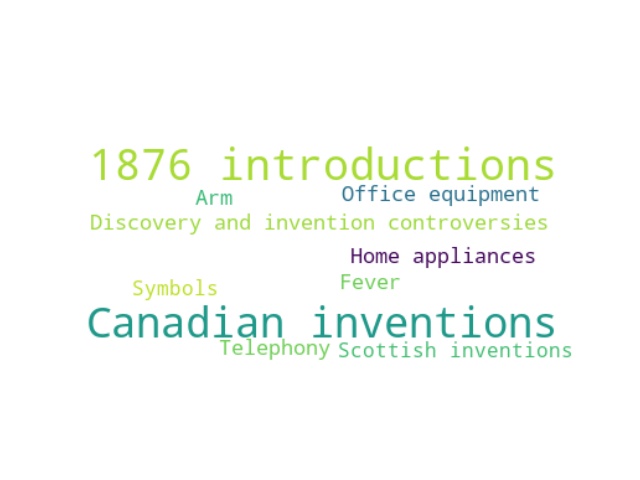 1876 introductions
Arm
Office equipment
Discovery and invention controversies
Home appliances
Symbols
Fever
Canadian inventions
Telephony
Scottish inventions